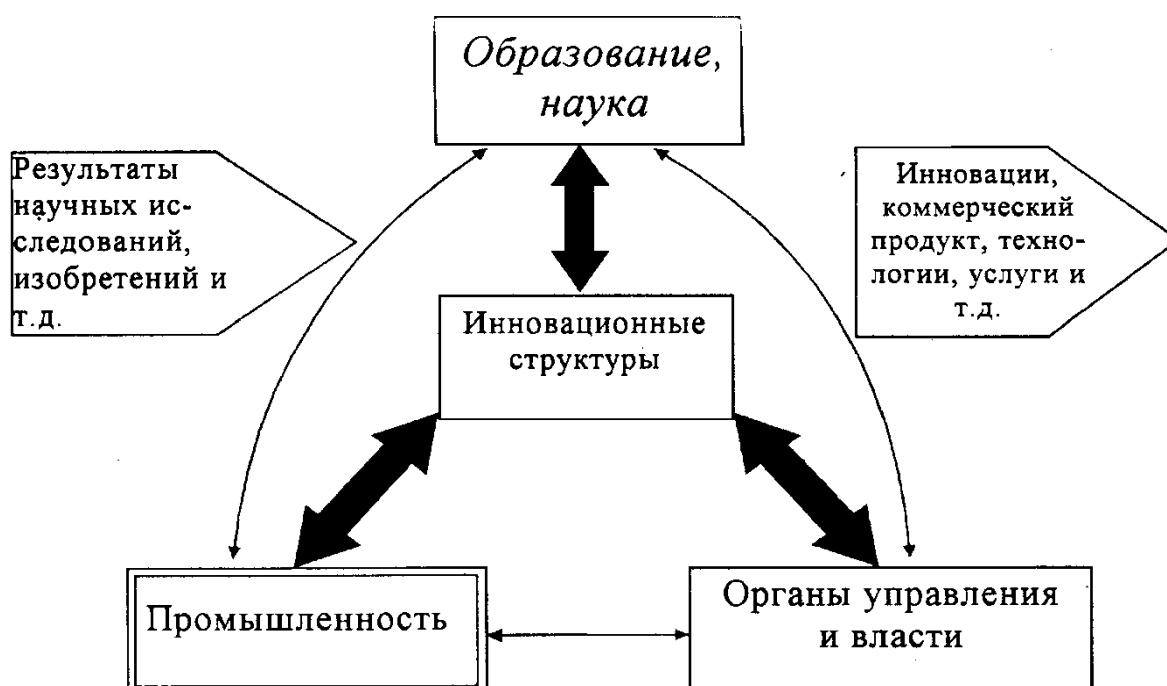 Образование,
наука
Результаты
научных ис-
следований,
изобретений и
т.д.
Инновации,
коммерческий
продукт, техно-
логии, услуги и
т.д.
Инновационные
структуры
Промышленность
Органы управления
и власти